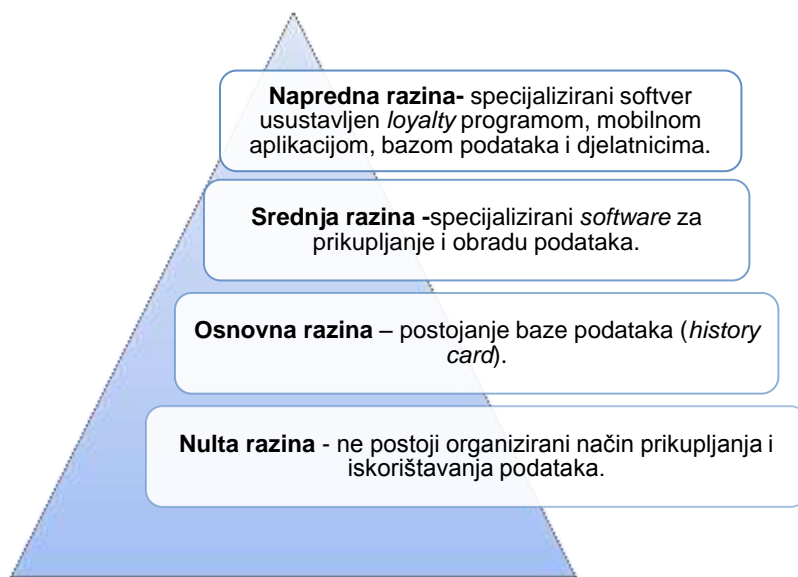 Napredna razina- specijalizirani softver
usustavljen loyalty programom, mobilnom
aplikacijom, bazom podataka i djelatnicima.
Srednja razina -specijalizirani software za
prikupljanje i obradu podataka.
Osnovna razina – postojanje baze podataka (history
card).
Nulta razina - ne postoji organizirani način prikupljanja i
iskorištavanja podataka.